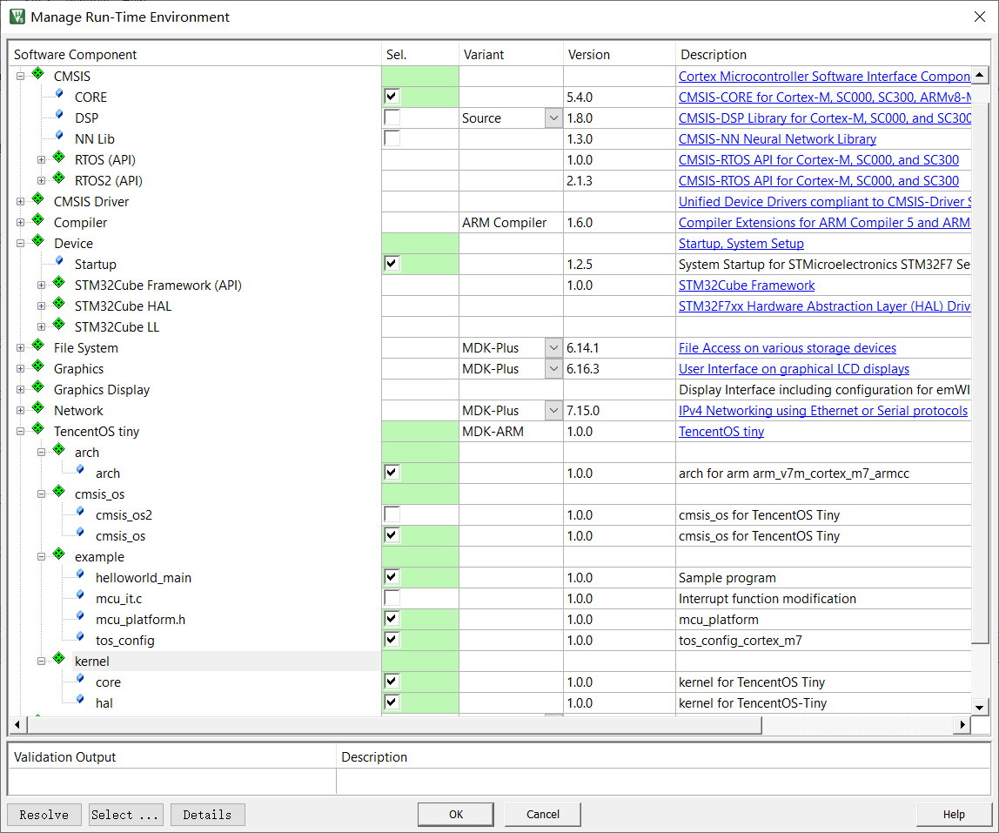 Manage Run-Time Environment
Software Component Sel. Variant Version Description
CMSIS Cortex Microcontroller Software Interface Compon
CORE 5.4.0 CMSIS-CORE for Cortex-M, SC000, SC300, ARMv8-M
DSP Source 1.8.0 CMSIS-DSP Library for Cortex-M, SC000, and SC300
NN Lib 1.3.0 CMSIS-NN Neural Network Library
RTOS (API) 1.0.0 CMSIS-RTOS API for Cortex-M, SC000, and SC300
RTOS2 (API) 2.1.3 CMSIS-RTOS API for Cortex-M, SC000, and SC300
CMSIS Driver Unified Device Drivers compliant to CMSIS-Driver S
Compiler ARM Compiler 1.6.0 Compiler Extensions for ARM Compiler 5 and ARM
Device Startup, System Setup
Startup 1.2.5 System Startup for STMicroelectronics STM32F7 Se
STM32Cube Framework (API) 1.0.0 STM32Cube Framework
STM32Cube HAL STM32F7xx Hardware Abstraction Layer (HAL) Driv
STM32Cube LL
File System MDK-Plus 6.14.1 File Access on various storage devices
Graphics MDK-Plus 6.16.3 User Interface on graphical LCD displays
Graphics Display Display Interface including configuration for emWI
Network MDK-Plus 7.15.0 IPv4 Networking using Ethernet or Serial protocols
TencentOS tiny MDK-ARM 1.0.0 TencentOS tiny
arch
arch 1.0.0 arch for arm arm_v7m_cortex_m7_armcc
cmsis_os
cmsis_os2 1.0.0 cmsis_os for TencentOS Tiny
cmsis_os 1.0.0 cmsis_os for TencentOS Tiny
example
helloworld_main 1.0.0 Sample program
mcu_it.c 1.0.0 Interrupt function modification
mcu_platform.h 1.0.0 mcu_platform
tos_config 1.0.0 tos_config_cortex_m7
kernel
core 1.0.0 kernel for TencentOS Tiny
hal 1.0.0 kernel for TencentOS-Tiny
Validation Output Description
Resolve Select ... Details OK Cancel Help